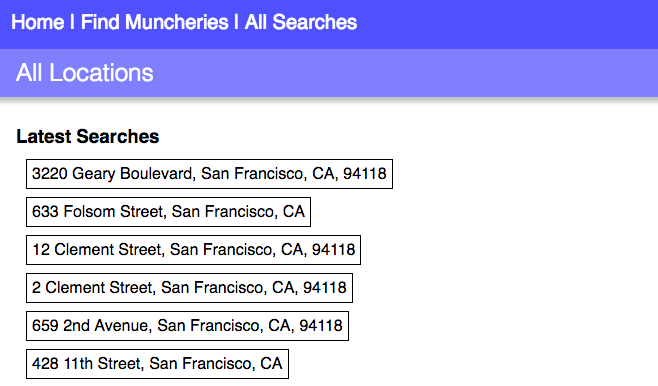 Home | Find Muncheries | All Searches
All Locations
Latest Searches
3220 Geary Boulevard, San Francisco, CA, 94118
633 Folsom Street, San Francisco, CA
12 Clement Street, San Francisco, CA, 94118
2 Clement Street, San Francisco, CA, 94118
659 2nd Avenue, San Francisco, CA, 94118
428 11th Street, San Francisco, CA